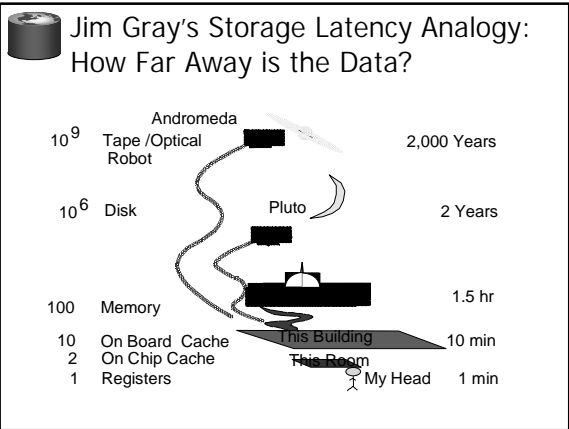 Jim Gray's Storage Latency Analogy:
How Far Away is the Data?
Andromeda
10^9 Tape /Optical Robot 2,000 Years
10^6 Disk Pluto 2 Years
1.5 hr
100 Memory
10 On Board Cache This Building 10 min
2 On Chip Cache This Room
1 Registers My Head 1 min